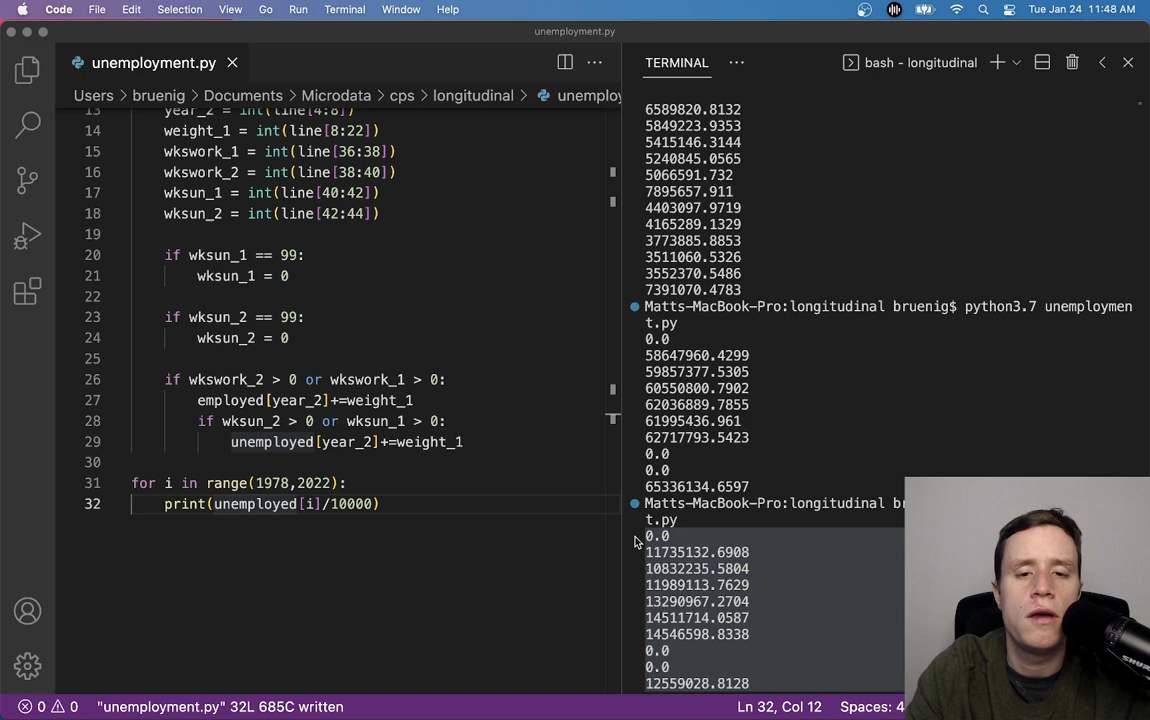 Code File Edit Selection View Go Run Terminal Window Help Tue Jan 24 11:48 AM
unemployment.py
unemployment.py
TERMINAL
bash - longitudinal
Users > bruenig > Documents > Microdata > cps > longitudinal > unemploy
13 year_2 = int(line[4:8])
14 weight_1 = int(line[8:22])
15 wkswork_1 = int(line[36:38])
16 wkswork_2 = int(line[38:40])
17 wksun_1 = int(line[40:42])
18 wksun_2 = int(line[42:44])
19
20 if wksun_1 == 99:
21 wksun_1 = 0
22
23 if wksun_2 == 99:
24 wksun_2 = 0
25
26 if wkswork_2 > 0 or wkswork_1 > 0:
27 employed[year_2]+=weight_1
28 if wksun_2 > 0 or wksun_1 > 0:
29 unemployed[year_2]+=weight_1
30
31 for i in range(1978,2022):
32 print(unemployed[i]/10000)
6589820.8132
5849223.9353
5415146.3144
5240845.0565
5066591.732
7895657.911
4403097.9719
4165289.1329
3773885.8853
3511060.5326
3552370.5486
7391070.4783
Matts-MacBook-Pro:longitudinal bruenig$ python3.7 unemploymen
t.py
0.0
58647960.4299
59857377.5305
60550800.7902
62036889.7855
61995436.961
62717793.5423
0.0
0.0
65336134.6597
Matts-MacBook-Pro:longitudinal br
t.py
0.0
11735132.6908
10832235.5804
11989113.7629
13290967.2704
14511714.0587
14546598.8338
0.0
0.0
12559028.8128
SHURE
0 0 "unemployment.py" 32L 685C written Ln 32, Col 12 Spaces: 4